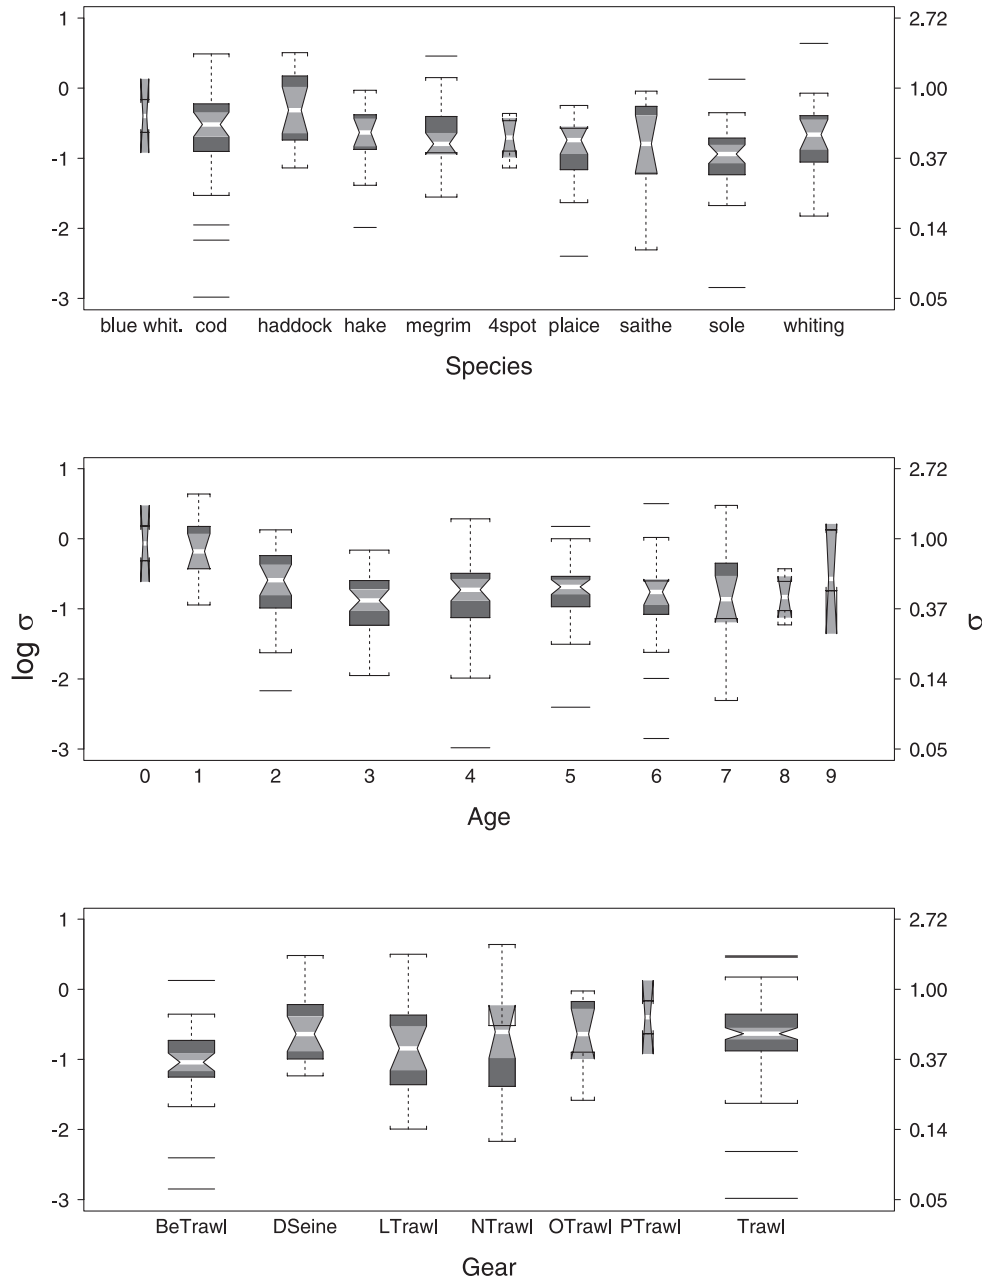 1 2.72
0 1.00
-1 0.37
-2 0.14
-3 0.05
blue whit. cod haddock hake megrim 4spot plaice saithe sole whiting
Species
1 2.72
0 1.00
-1 0.37
log σ σ
-2 0.14
-3 0.05
0 1 2 3 4 5 6 7 8 9
Age
1 2.72
0 1.00
-1 0.37
-2 0.14
-3 0.05
BeTrawl DSeine LTrawl NTrawl OTrawl PTrawl Trawl
Gear